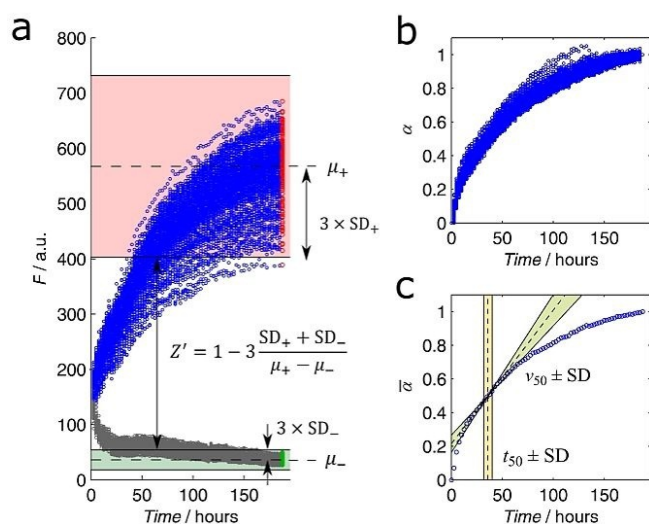 a
800
700
600
500
400
300
200
100
0
F / a.u.
0
50
100
150
Time / hours
μ₊
3 × SD₊
Z′ = 1 − 3 (SD₊ + SD₋) / (μ₊ − μ₋)
3 × SD₋
μ₋
b
1
0.8
0.6
0.4
0.2
0
α
0
50
100
150
Time / hours
c
1
0.8
0.6
0.4
0.2
0
α̅
v₅₀ ± SD
t₅₀ ± SD
0
50
100
150
Time / hours